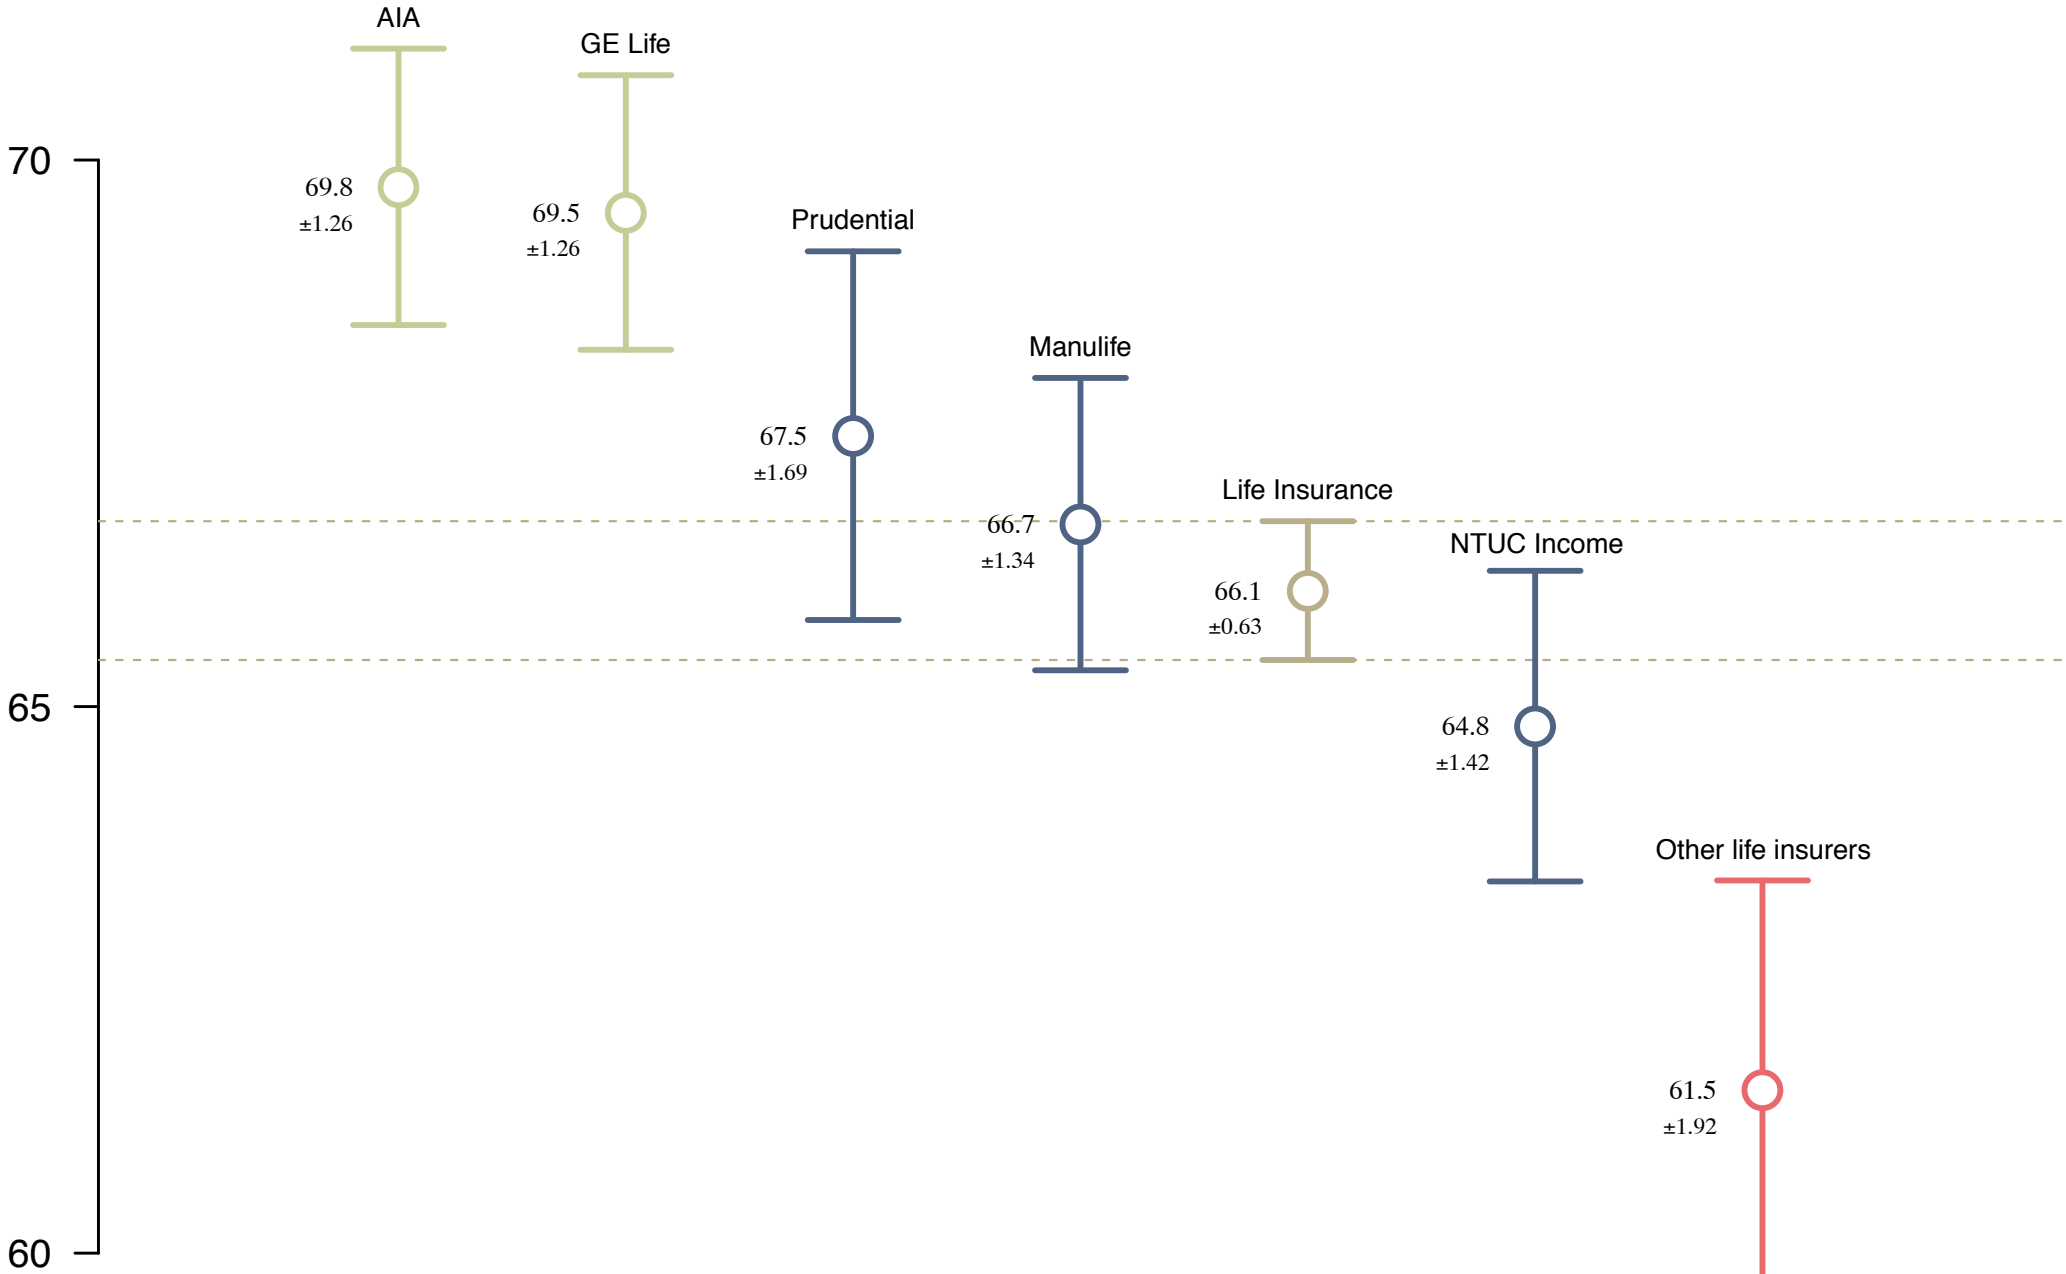 AIA
GE Life
70
69.8
±1.26
69.5
±1.26
Prudential
67.5
±1.69
Manulife
66.7
±1.34
Life Insurance
66.1
±0.63
NTUC Income
65
64.8
±1.42
Other life insurers
61.5
±1.92
60